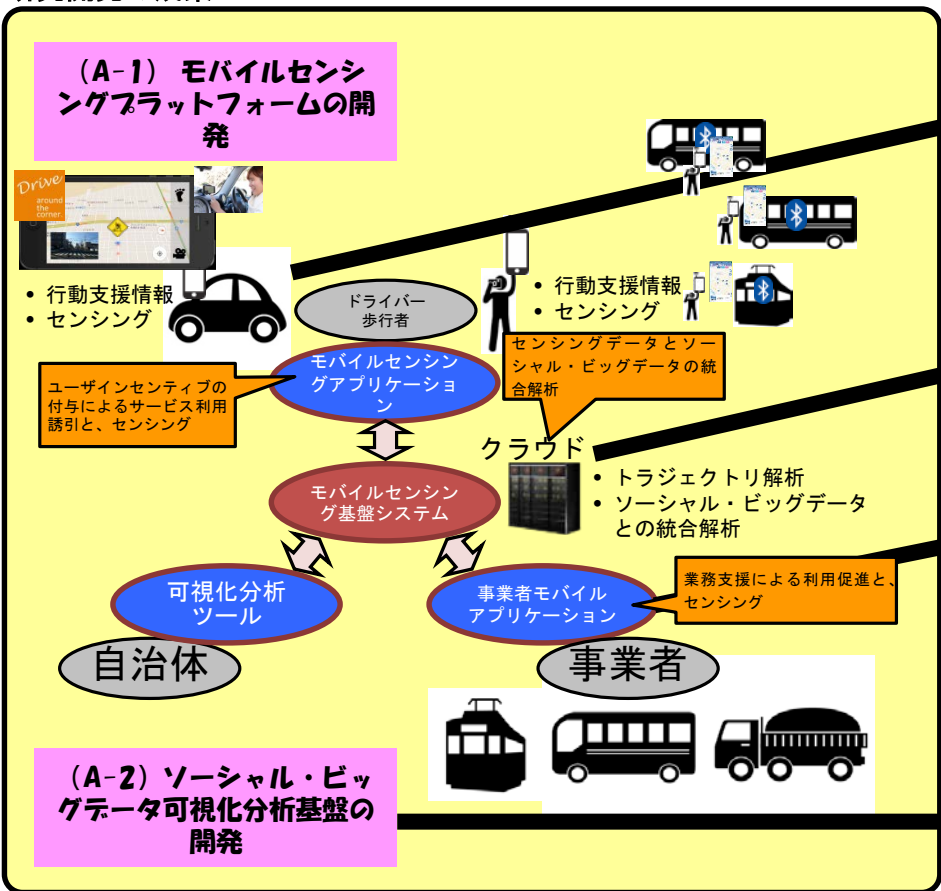 (A-1) モバイルセンシ
ングプラットフォームの開
発
Drive
around
the
corner.
• 行動支援情報
• センシング
ドライバー
歩行者
• 行動支援情報
• センシング
モバイルセンシン
グアプリケーショ
ン
センシングデータとソー
シャル・ビッグデータの統
合解析
ユーザインセンティブの
付与によるサービス利用
誘引と、センシング
クラウド
• トラジェクトリ解析
• ソーシャル・ビッグデータ
との統合解析
モバイルセンシン
グ基盤システム
可視化分析
ツール
事業者モバイル
アプリケーション
業務支援による利用促進と、
センシング
自治体
事業者
(A-2) ソーシャル・ビッ
グデータ可視化分析基盤の
開発